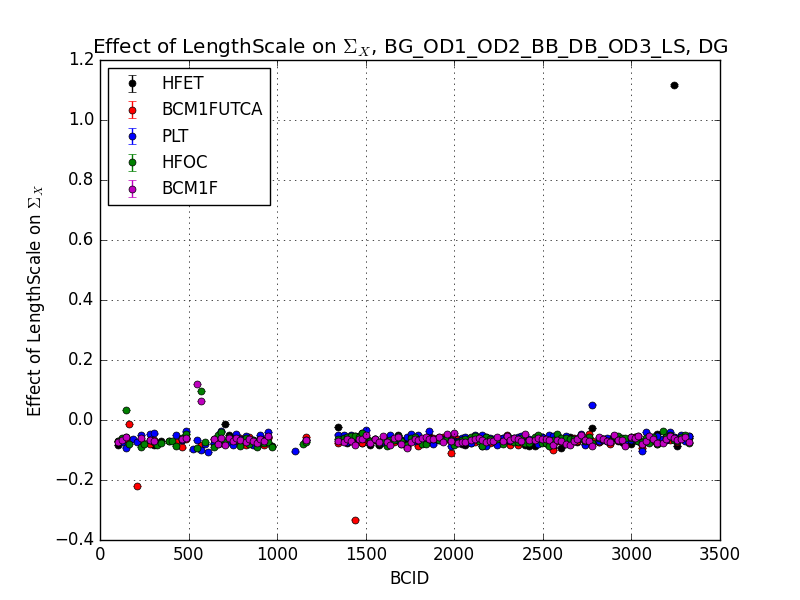 Effect of LengthScale on Σ_X, BG_OD1_OD2_BB_DB_OD3_LS, DG
1.2
1.0
0.8
0.6
0.4
0.2
0.0
−0.2
−0.4
Effect of LengthScale on Σ_X
HFET
BCM1FUTCA
PLT
HFOC
BCM1F
0 500 1000 1500 2000 2500 3000 3500
BCID